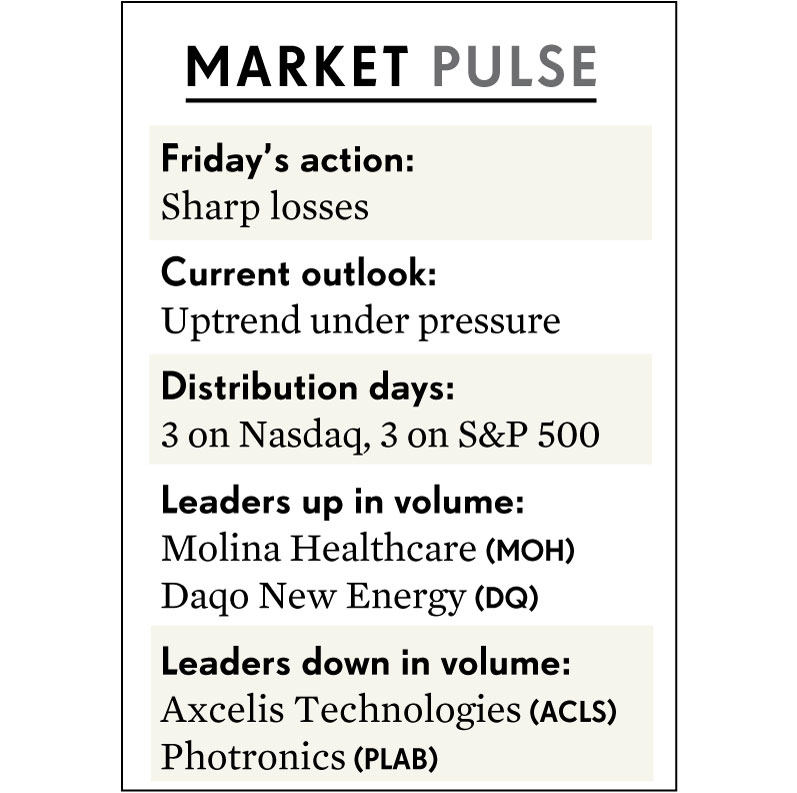 MARKET PULSE
Friday’s action:
Sharp losses
Current outlook:
Uptrend under pressure
Distribution days:
3 on Nasdaq, 3 on S&P 500
Leaders up in volume:
Molina Healthcare (MOH)
Daqo New Energy (DQ)
Leaders down in volume:
Axcelis Technologies (ACLS)
Photronics (PLAB)